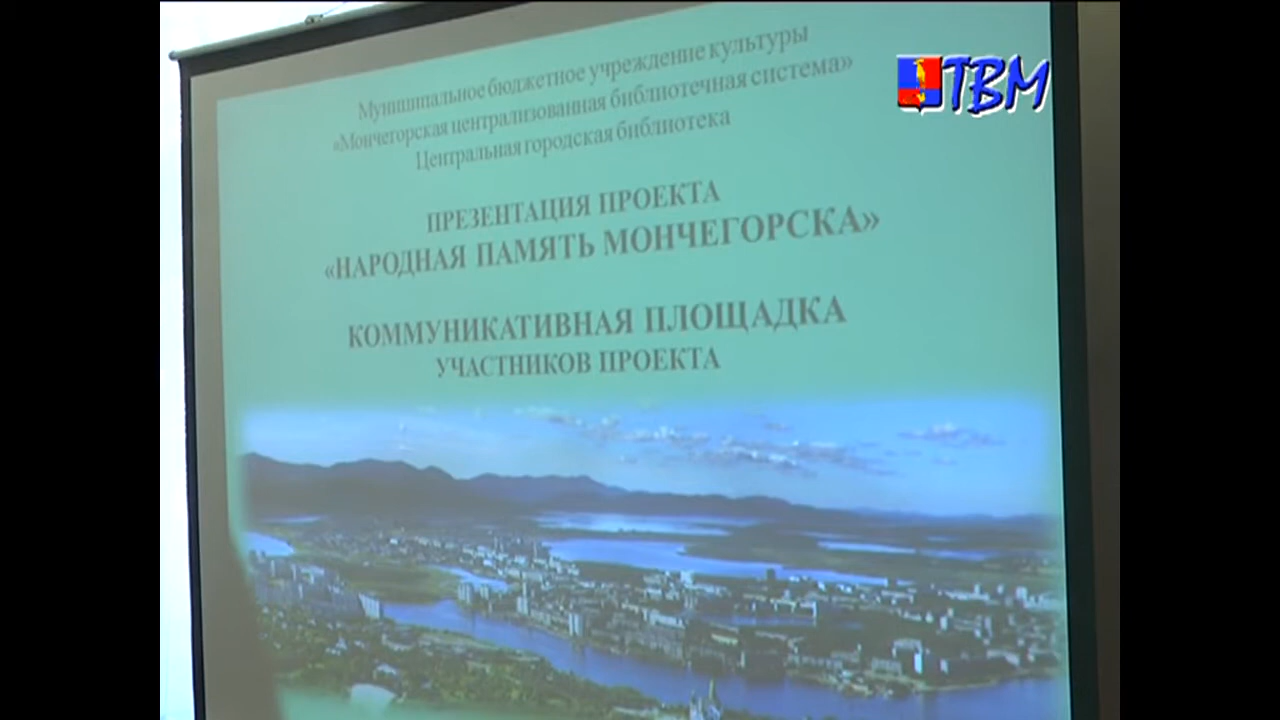 Муниципальное бюджетное учреждение культуры
«Мончегорская централизованная библиотечная система»
Центральная городская библиотека
ПРЕЗЕНТАЦИЯ ПРОЕКТА
«НАРОДНАЯ ПАМЯТЬ МОНЧЕГОРСКА»
КОММУНИКАТИВНАЯ ПЛОЩАДКА
УЧАСТНИКОВ ПРОЕКТА
ТВМ